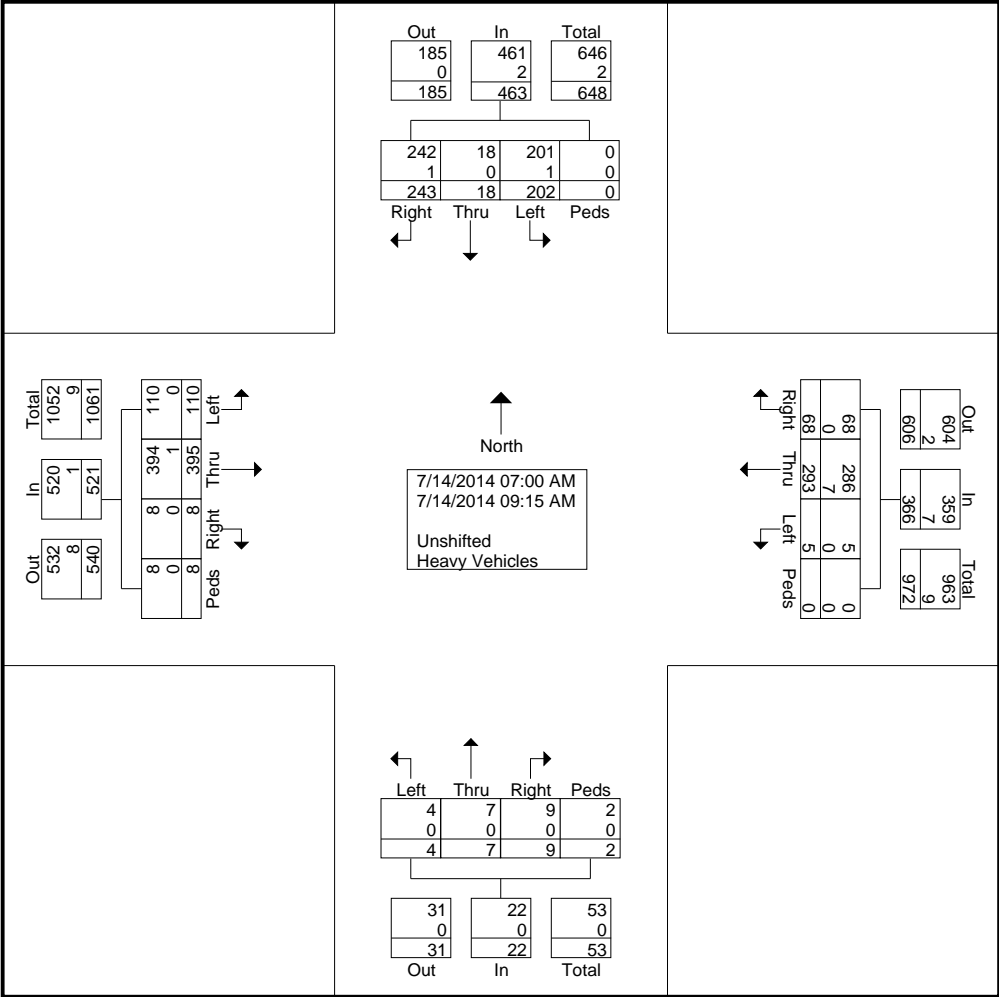 Out In Total
185 461 646
0 2 2
185 463 648
242 18 201 0
1 0 1 0
243 18 202 0
Right Thru Left Peds
Total
1052 9 1061
In
520 1 521
Out
532 8 540
110 0 110 Left
394 1 395 Thru
8 0 8 Right
8 0 8 Peds
North
7/14/2014 07:00 AM
7/14/2014 09:15 AM
Unshifted
Heavy Vehicles
Right 68 0 68
Thru 286 7 293
Left 5 0 5
Peds 0 0 0
Out
604 2 606
In
359 7 366
Total
963 9 972
Left Thru Right Peds
4 7 9 2
0 0 0 0
4 7 9 2
31 22 53
0 0 0
31 22 53
Out In Total